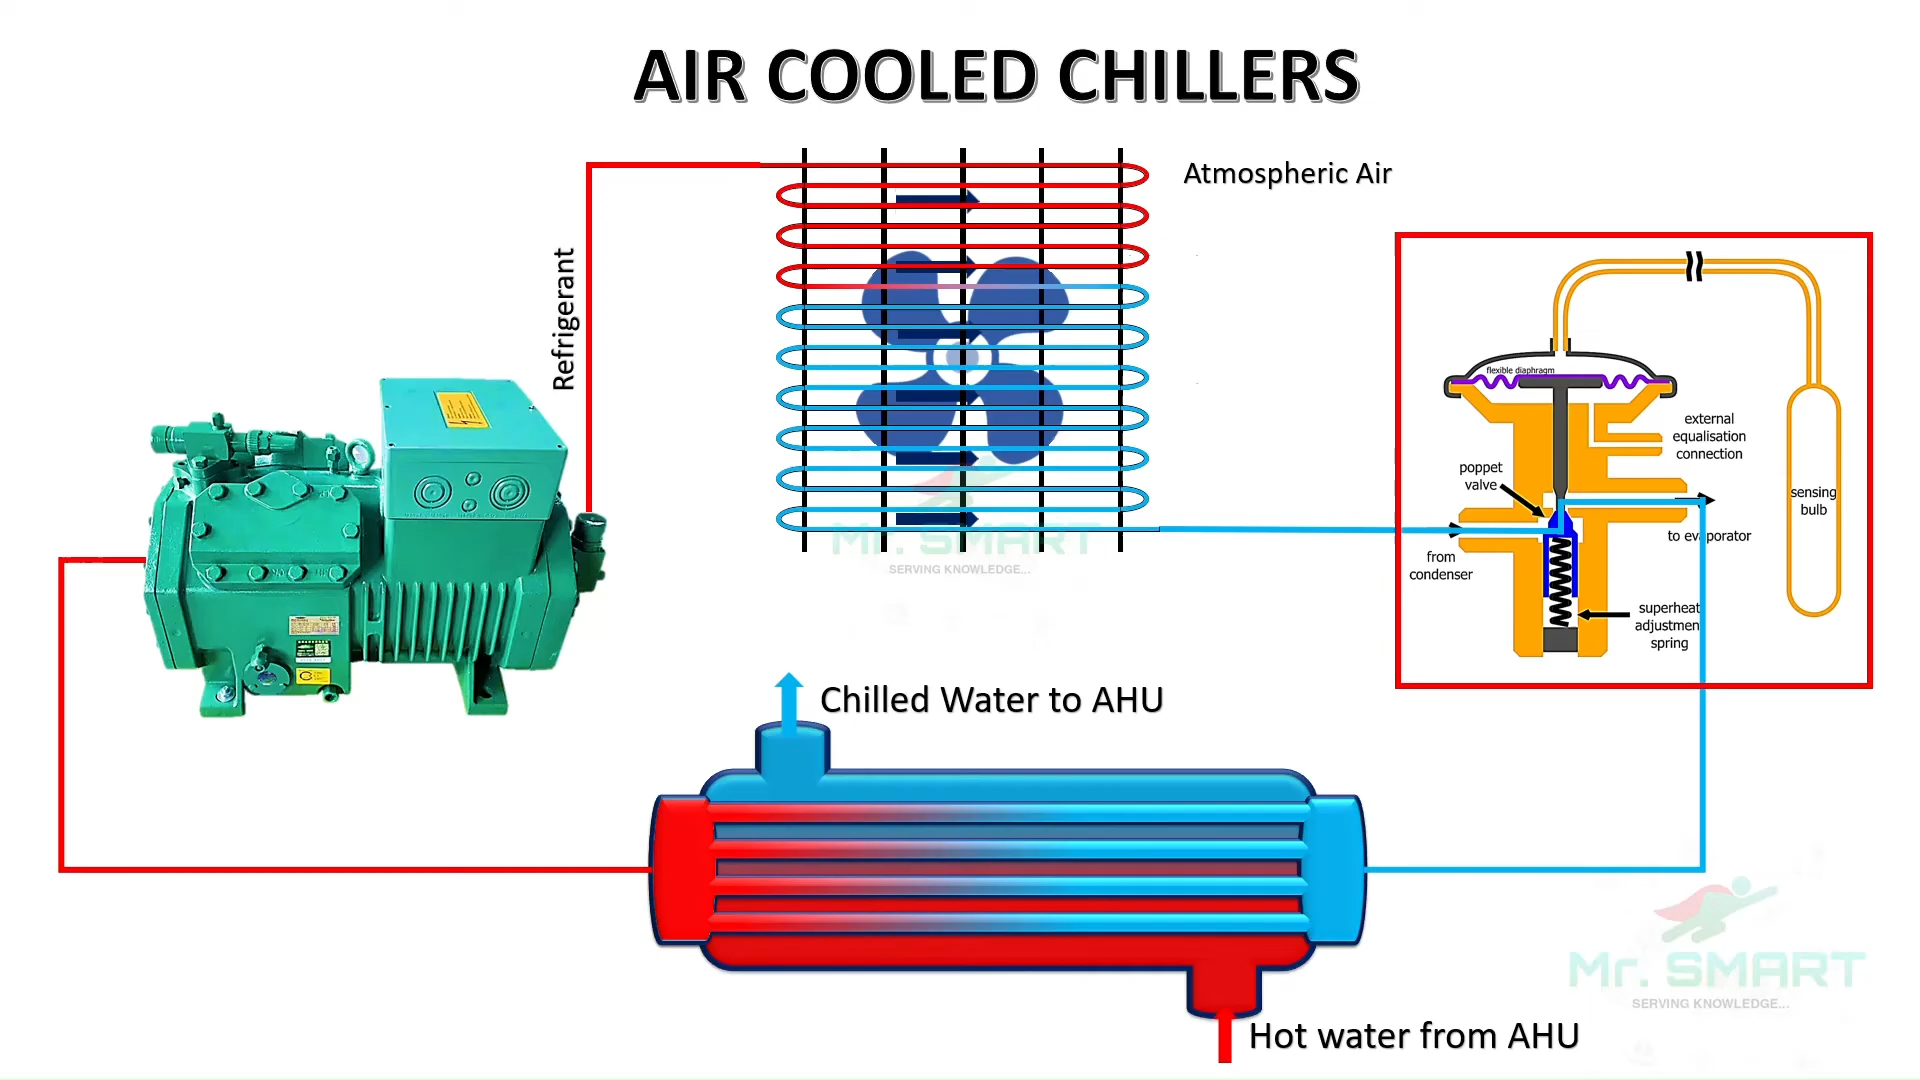 AIR COOLED CHILLERS
Atmospheric Air
Refrigerant
flexible diaphragm
external
equalisation
connection
poppet
valve
sensing
bulb
to evaporator
from
condenser
superheat
adjustmen
spring
Mr. SMART
SERVING KNOWLEDGE...
Chilled Water to AHU
Mr. SMART
SERVING KNOWLEDGE...
Hot water from AHU